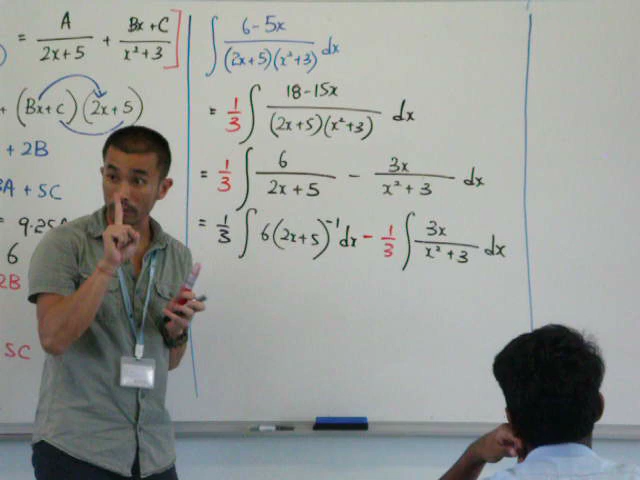 = A/(2x+5) + (Bx+C)/(x²+3) ]
+ (Bx+C)(2x+5)
+ 2B
A + 5C
= 9.25A
6
2B
5C
∫ (6-5x)/((2x+5)(x²+3)) dx
= 1/3 ∫ (18-15x)/((2x+5)(x²+3)) dx
= 1/3 ∫ 6/(2x+5) - 3x/(x²+3) dx
= 1/3 ∫ 6(2x+5)⁻¹ dx - 1/3 ∫ 3x/(x²+3) dx